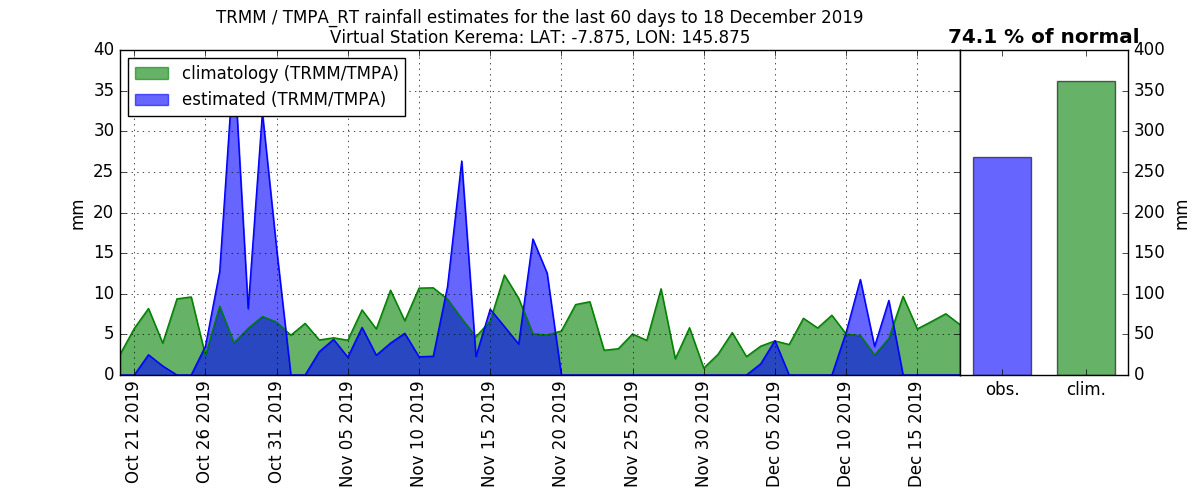 TRMM / TMPA_RT rainfall estimates for the last 60 days to 18 December 2019
Virtual Station Kerema: LAT: -7.875, LON: 145.875
74.1 % of normal
climatology (TRMM/TMPA)
estimated (TRMM/TMPA)
mm
40
35
30
25
20
15
10
5
0
Oct 21 2019
Oct 26 2019
Oct 31 2019
Nov 05 2019
Nov 10 2019
Nov 15 2019
Nov 20 2019
Nov 25 2019
Nov 30 2019
Dec 05 2019
Dec 10 2019
Dec 15 2019
obs.
clim.
400
350
300
250
200
150
100
50
0
mm